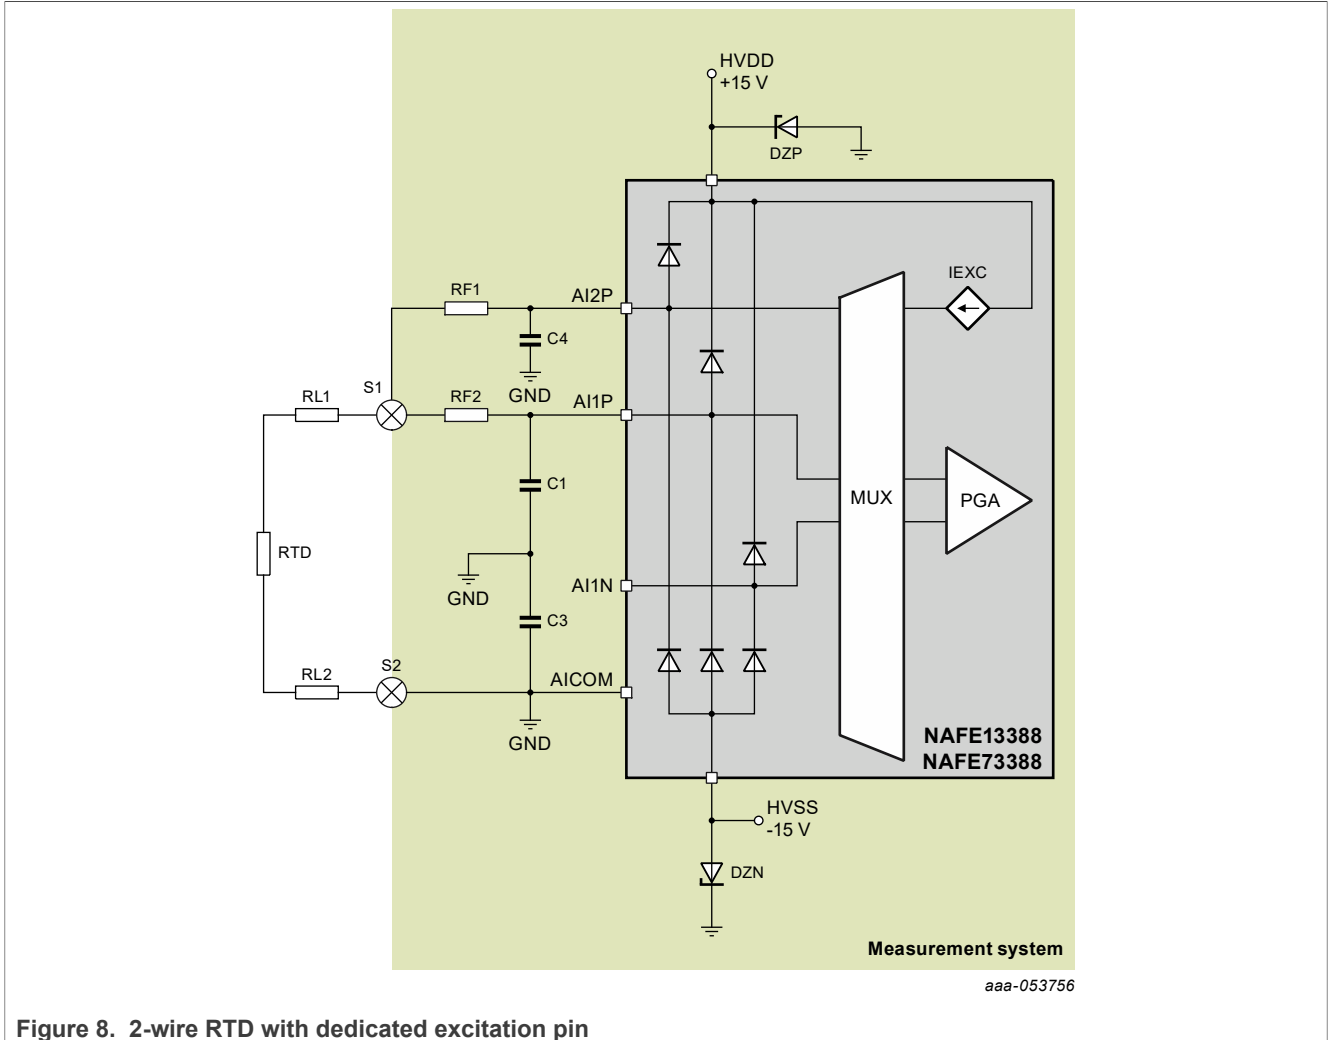 HVDD
+15 V
DZP
IEXC
RF1
AI2P
C4
GND
S1
RL1
RF2
AI1P
C1
MUX
PGA
RTD
GND
AI1N
C3
S2
RL2
AICOM
GND
NAFE13388
NAFE73388
HVSS
-15 V
DZN
Measurement system
aaa-053756
Figure 8. 2-wire RTD with dedicated excitation pin